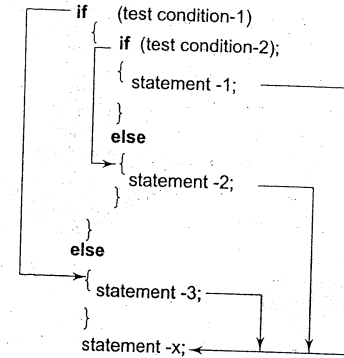 if (test condition-1)
{
if (test condition-2);
{
statement -1;
}
else
{
statement -2;
}
}
else
{
statement -3;
}
statement -x;